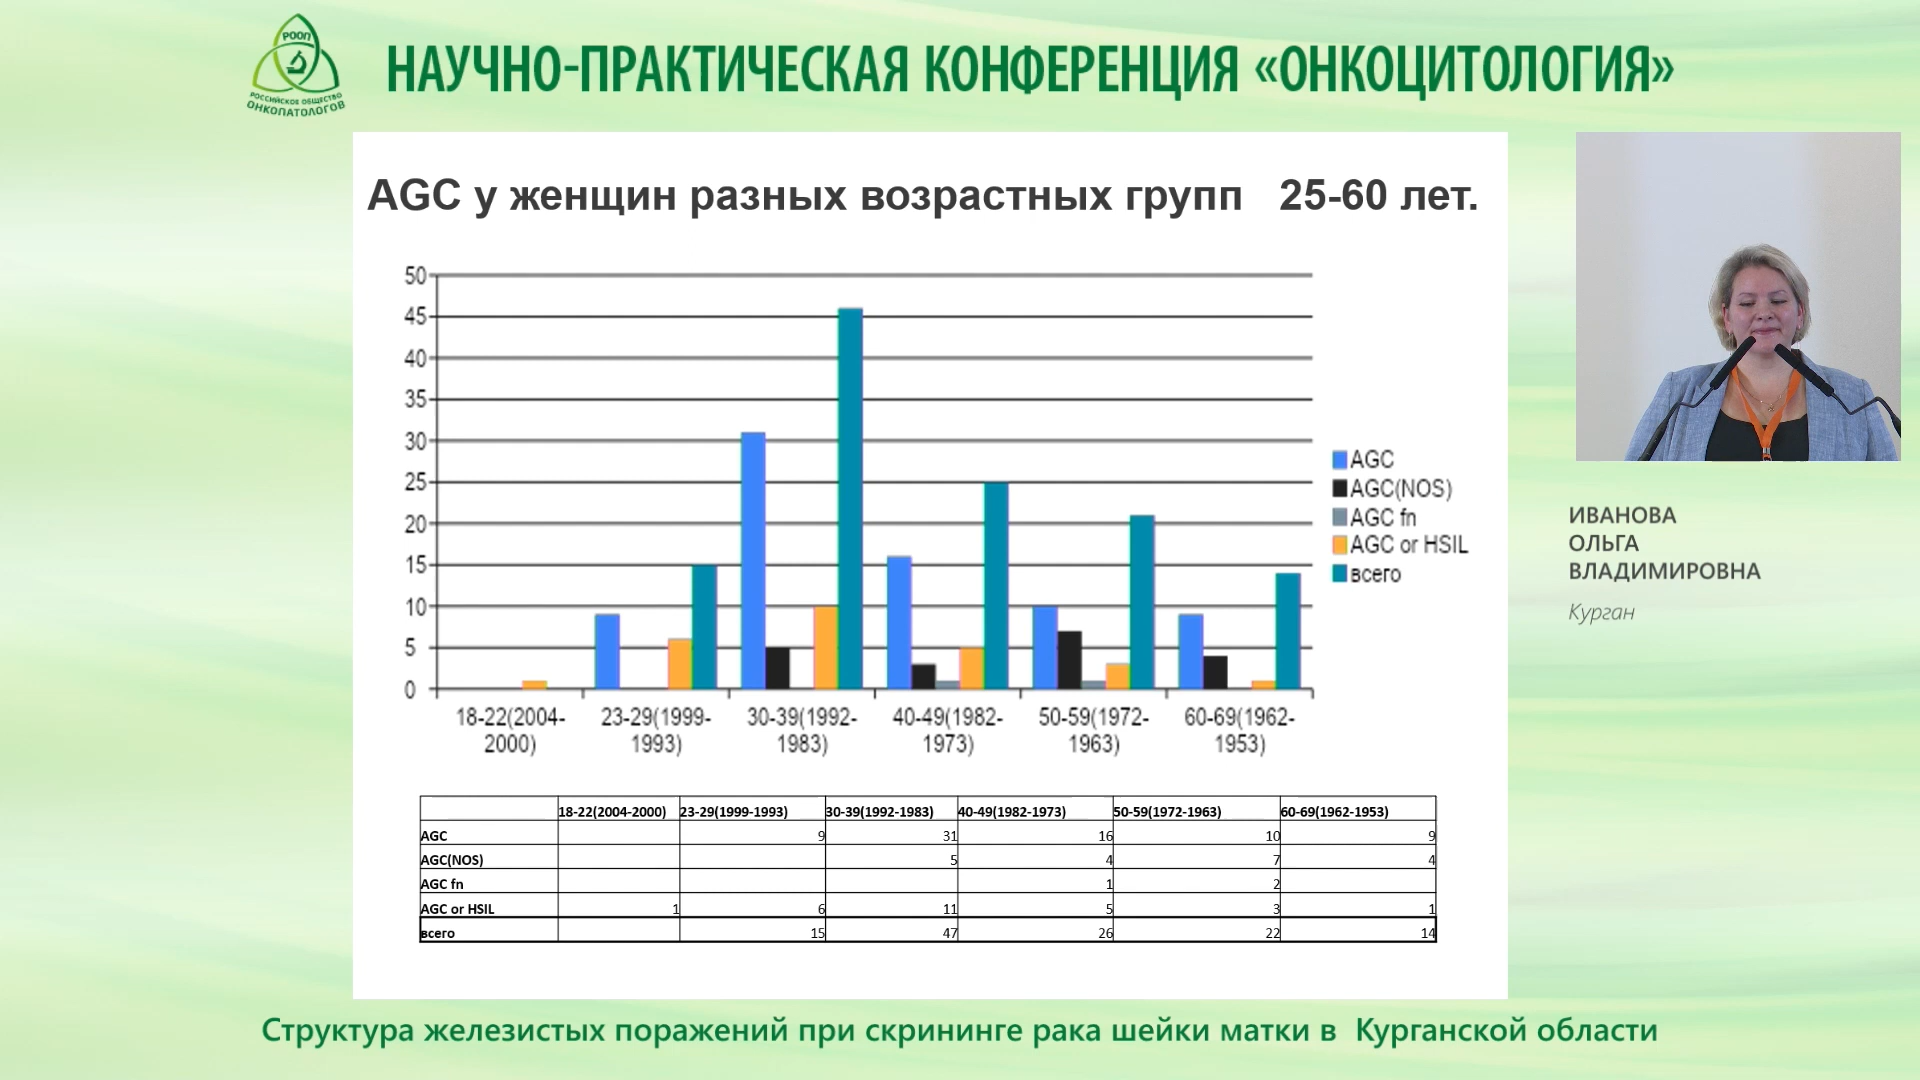 РООП
РОССИЙСКОЕ ОБЩЕСТВО
ОНКОПАТОЛОГОВ
НАУЧНО-ПРАКТИЧЕСКАЯ КОНФЕРЕНЦИЯ «ОНКОЦИТОЛОГИЯ»
AGC у женщин разных возрастных групп 25-60 лет.
50
45
40
35
30
25
20
15
10
5
0
18-22(2004-
2000)
23-29(1999-
1993)
30-39(1992-
1983)
40-49(1982-
1973)
50-59(1972-
1963)
60-69(1962-
1953)
AGC
AGC(NOS)
AGC fn
AGC or HSIL
всего
18-22(2004-2000) 23-29(1999-1993) 30-39(1992-1983) 40-49(1982-1973) 50-59(1972-1963) 60-69(1962-1953)
AGC 9 31 16 10 9
AGC(NOS) 5 4 7 4
AGC fn 1 2
AGC or HSIL 1 6 11 5 3 1
всего 15 47 26 22 14
ИВАНОВА
ОЛЬГА
ВЛАДИМИРОВНА
Курган
Структура железистых поражений при скрининге рака шейки матки в Курганской области